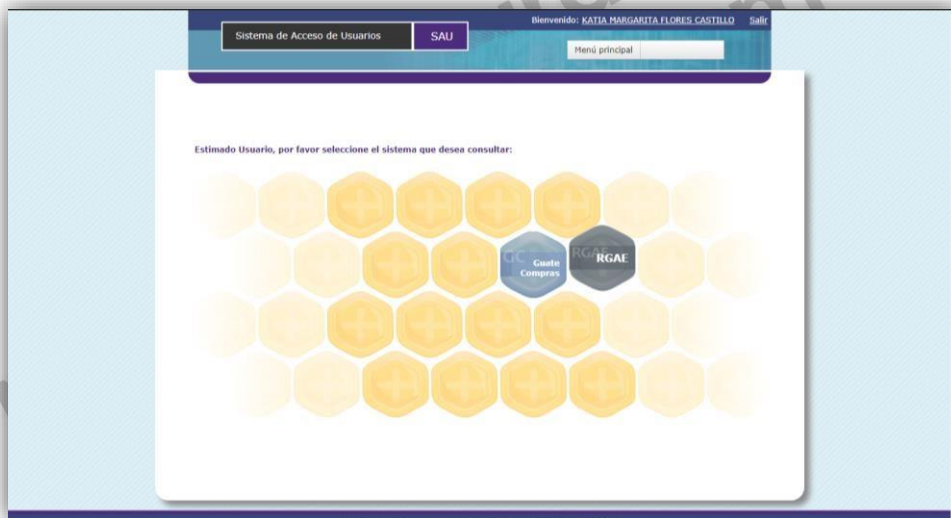 Bienvenido: KATIA MARGARITA FLORES CASTILLO Salir
Sistema de Acceso de Usuarios SAU
Menú principal
Estimado Usuario, por favor seleccione el sistema que desea consultar:
GC Guate Compras
RGAE RGAE